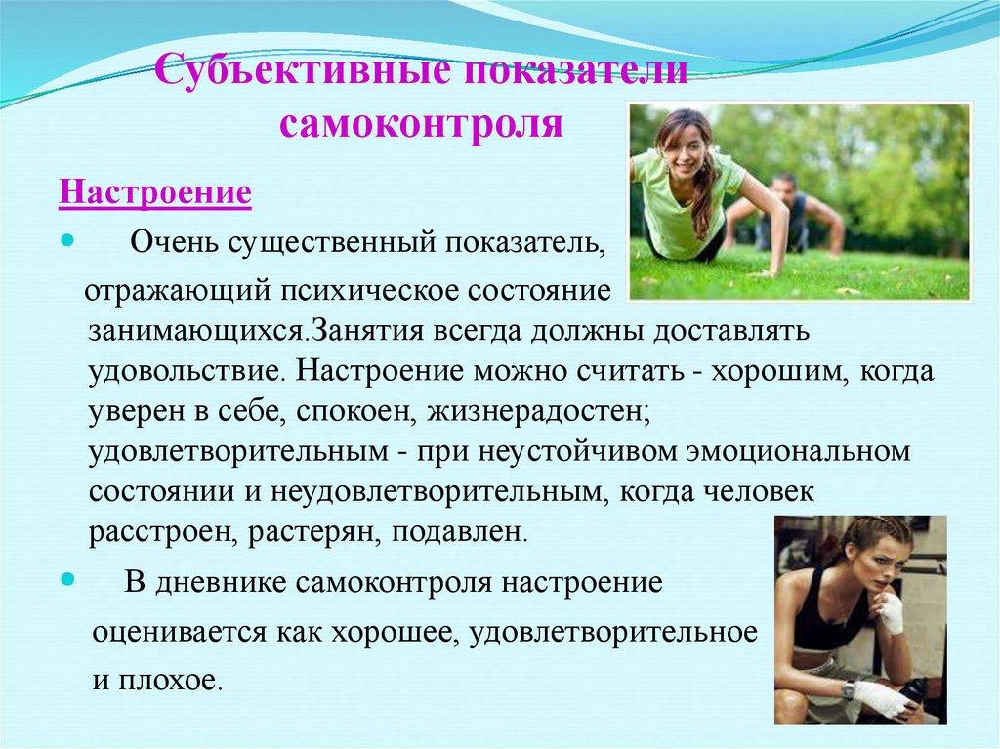 Субъективные показатели
самоконтроля
Настроение
Очень существенный показатель,
отражающий психическое состояние
занимающихся.Занятия всегда должны доставлять
удовольствие. Настроение можно считать - хорошим, когда
уверен в себе, спокоен, жизнерадостен;
удовлетворительным - при неустойчивом эмоциональном
состоянии и неудовлетворительным, когда человек
расстроен, растерян, подавлен.
В дневнике самоконтроля настроение
оценивается как хорошее, удовлетворительное
и плохое.